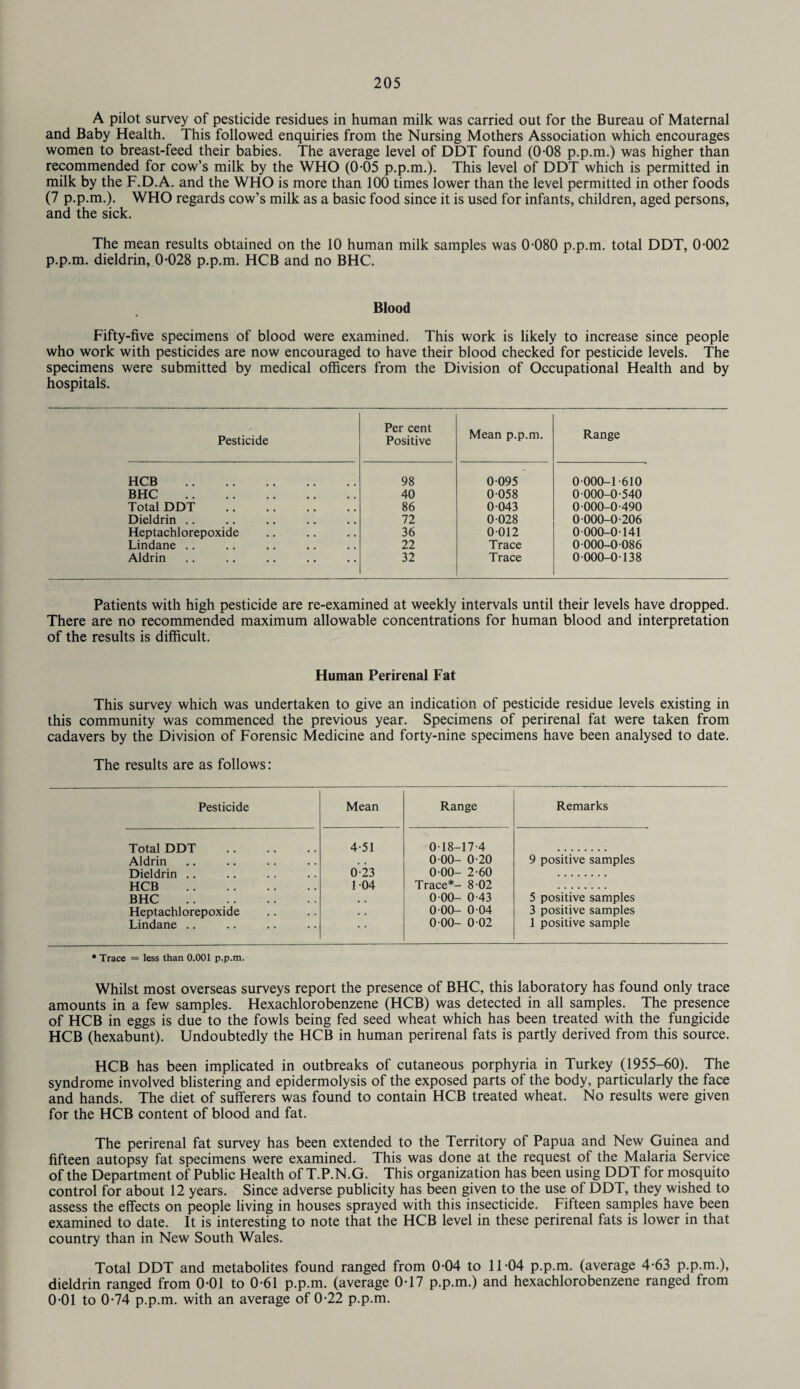 205
A pilot survey of pesticide residues in human milk was carried out for the Bureau of Maternal
and Baby Health. This followed enquiries from the Nursing Mothers Association which encourages
women to breast-feed their babies. The average level of DDT found (0·08 p.p.m.) was higher than
recommended for cow's milk by the WHO (0·05 p.p.m.). This level of DDT which is permitted in
milk by the F.D.A. and the WHO is more than 100 times lower than the level permitted in other foods
(7 p.p.m.). WHO regards cow's milk as a basic food since it is used for infants, children, aged persons,
and the sick.
The mean results obtained on the 10 human milk samples was 0·080 p.p.m. total DDT, 0·002
p.p.m. dieldrin, 0·028 p.p.m. HCB and no BHC.
Blood
Fifty-five specimens of blood were examined. This work is likely to increase since people
who work with pesticides are now encouraged to have their blood checked for pesticide levels. The
specimens were submitted by medical officers from the Division of Occupational Health and by
hospitals.
Pesticide Per cent Positive Mean p.p.m. Range
HCB .. .. .. .. .. 98 0·095 0·000-1·610
BHC .. .. .. .. .. 40 0·058 0·000-0·540
Total DDT .. .. .. .. 86 0·043 0·000-0·490
Dieldrin .. .. .. .. .. 72 0·028 0·000-0·206
Heptachlorepoxide .. .. .. 36 0·012 0·000-0·141
Lindane .. .. .. .. .. 22 Trace 0·000-0·086
Aldrin .. .. .. .. .. 32 Trace 0·000-0·138
Patients with high pesticide are re-examined at weekly intervals until their levels have dropped.
There are no recommended maximum allowable concentrations for human blood and interpretation
of the results is difficult.
Human Perirenal Fat
This survey which was undertaken to give an indication of pesticide residue levels existing in
this community was commenced the previous year. Specimens of perirenal fat were taken from
cadavers by the Division of Forensic Medicine and forty-nine specimens have been analysed to date.
The results are as follows:
Pesticide Mean Range Remarks
Total DDT .. .. .. 4·51 0·18-17·4 ........
Aldrin .. .. .. .. .. 0·00- 0·20 9 positive samples
Dieldrin .. .. .. .. 0·23 0·00- 2·60 ........
HCB .. .. .. .. .. 1·04 Trace*- 8·02 ........
BHC .. .. .. .. .. .. 0·00- 0·43 5 positive samples
Heptachlorepoxide .. .. .. 0·00- 0·04 3 positive samples
Lindane .. .. .. .. .. 0·00- 0·02 1 positive sample
* Trace = less than 0.001 p.p.m.
Whilst most overseas surveys report the presence of BHC, this laboratory has found only trace
amounts in a few samples. Hexachlorobenzene (HCB) was detected in all samples. The presence
of HCB in eggs is due to the fowls being fed seed wheat which has been treated with the fungicide
HCB (hexabunt). Undoubtedly the HCB in human perirenal fats is partly derived from this source.
HCB has been implicated in outbreaks of cutaneous porphyria in Turkey (1955-60). The
syndrome involved blistering and epidermolysis of the exposed parts of the body, particularly the face
and hands. The diet of sufferers was found to contain HCB treated wheat. No results were given
for the HCB content of blood and fat.
The perirenal fat survey has been extended to the Territory of Papua and New Guinea and
fifteen autopsy fat specimens were examined. This was done at the request of the Malaria Service
of the Department of Public Health of T.P.N.G. This organization has been using DDT for mosquito
control for about 12 years. Since adverse publicity has been given to the use of DDT, they wished to
assess the effects on people living in houses sprayed with this insecticide. Fifteen samples have been
examined to date. It is interesting to note that the HCB level in these perirenal fats is lower in that
country than in New South Wales.
Total DDT and metabolites found ranged from 0·04 to 11·04 p.p.m. (average 4·63 p.p.m.),
dieldrin ranged from 0·01 to 0·61 p.p.m. (average 0·17 p.p.m.) and hexachlorobenzene ranged from
0·01 to 0·74 p.p.m. with an average of 0·22 p.p.m.